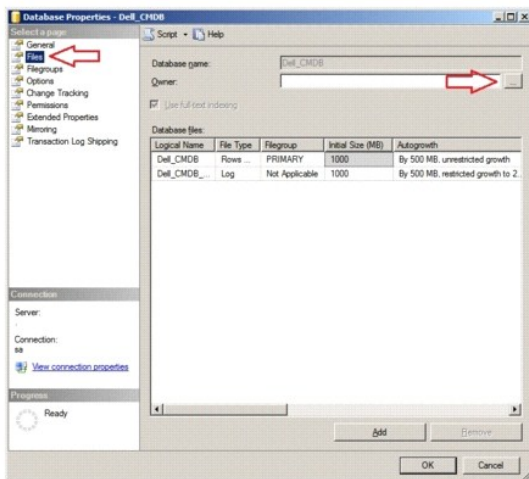 Database Properties - Dell_CMDB
Select a page
General
Files
Filegroups
Options
Change Tracking
Permissions
Extended Properties
Mirroring
Transaction Log Shipping
Connection
Server:
.
Connection:
sa
View connection properties
Progress
Ready
Script
Help
Database name:
Dell_CMDB
Owner:
...
Use full-text indexing
Database files:
Logical Name File Type Filegroup Initial Size (MB) Autogrowth
Dell_CMDB Rows ... PRIMARY 1000 By 500 MB, unrestricted growth
Dell_CMDB_... Log Not Applicable 1000 By 500 MB, restricted growth to 2...
Add
Remove
OK
Cancel